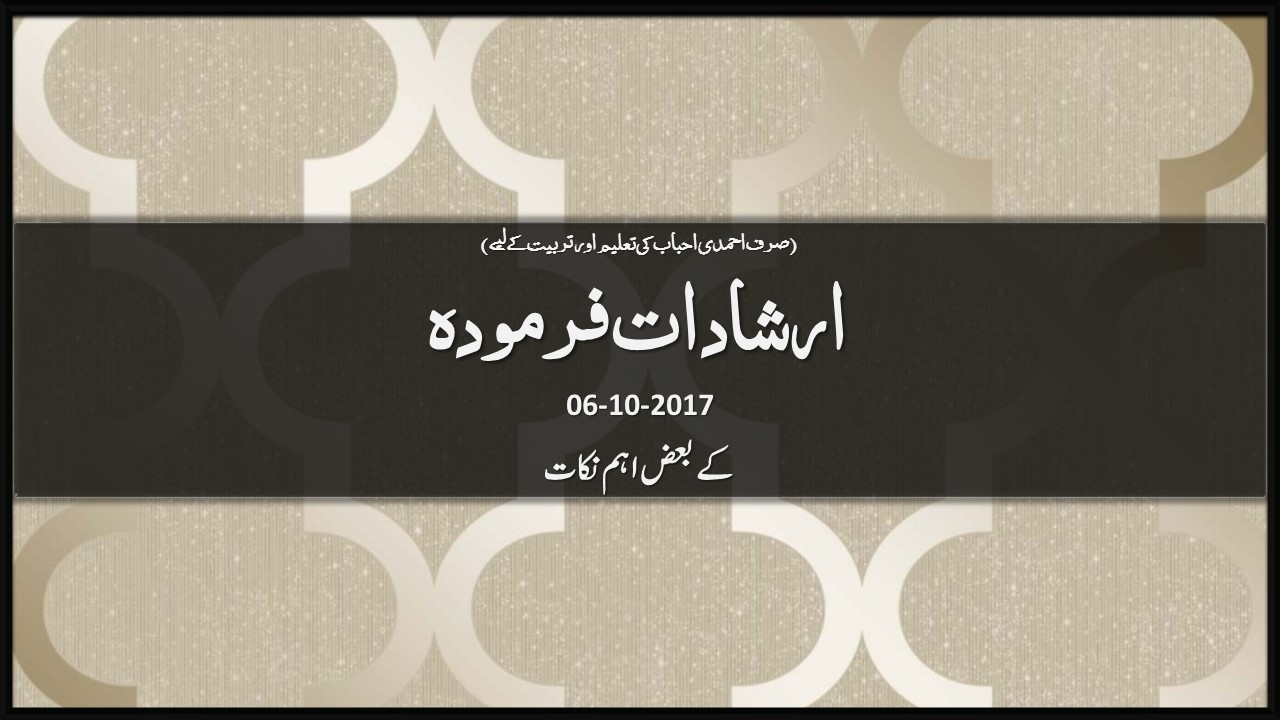 (صرف احمدی احباب کی تعلیم اور تربیت کے لیے)
ارشادات فرمودہ
06-10-2017
کے بعض اہم نکات